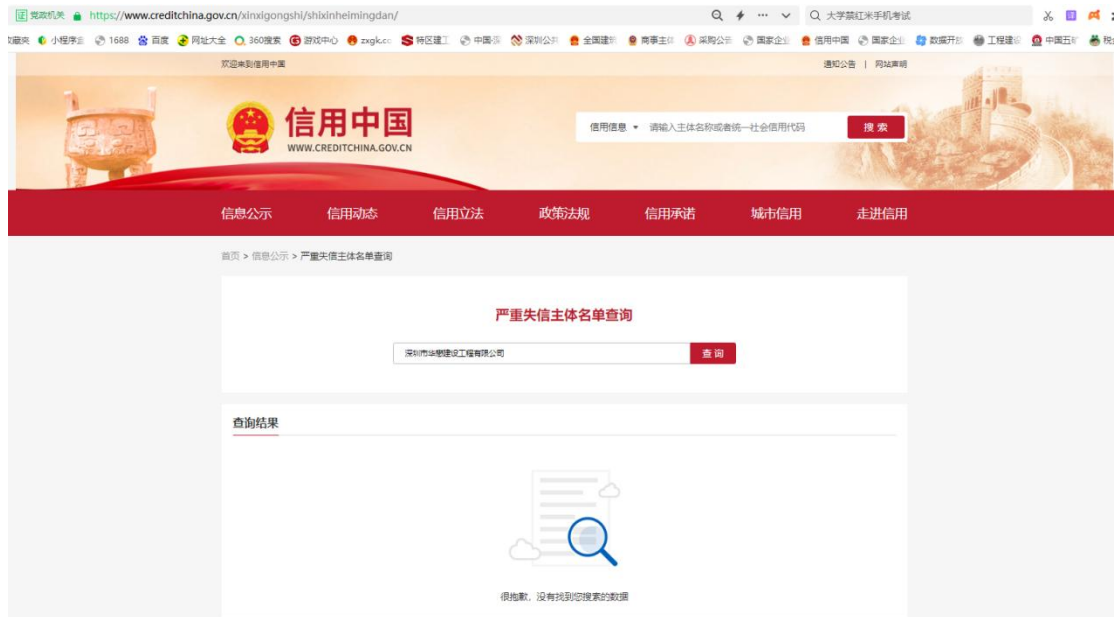 证 党政机关 https://www.creditchina.gov.cn/xinxigongshi/shixinheimingdan/ 大学禁红米手机考试
小程序 1688 百度 网址大全 360搜索 游戏中心 zxgk.cc 特区建工 中国 深圳公共 全国建 商事主体 采购公 国家企业 信用中国 国家企业 数据开放 工程建 中国五矿
欢迎来到信用中国 通知公告 | 网站声明
信用中国
WWW.CREDITCHINA.GOV.CN
信用信息 请输入主体名称或者统一社会信用代码 搜索
信息公示 信用动态 信用立法 政策法规 信用承诺 城市信用 走进信用
首页 > 信息公示 > 严重失信主体名单查询
严重失信主体名单查询
深圳市华懋建设工程有限公司 查询
查询结果
很抱歉，没有找到您搜索的数据